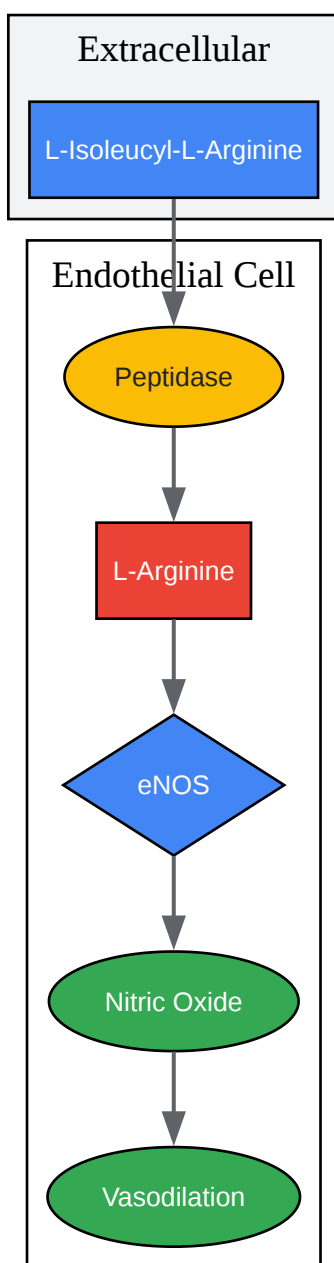 Extracellular
L-Isoleucyl-L-Arginine
Endothelial Cell
Peptidase
L-Arginine
eNOS
Nitric Oxide
Vasodilation